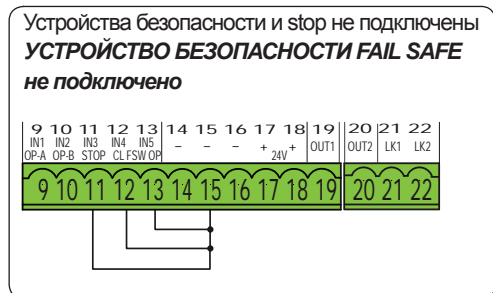 Устройства безопасности и stop не подключены
УСТРОЙСТВО БЕЗОПАСНОСТИ FAIL SAFE
не подключено
9 10 11 12 13 14 15 16 17 18 19 20 21 22
IN1 IN2 IN3 IN4 IN5 – – – + + OUT1 OUT2 LK1 LK2
OP-A OP-B STOP CL FSW OP 24V
9 10 11 12 13 14 15 16 17 18 19 20 21 22